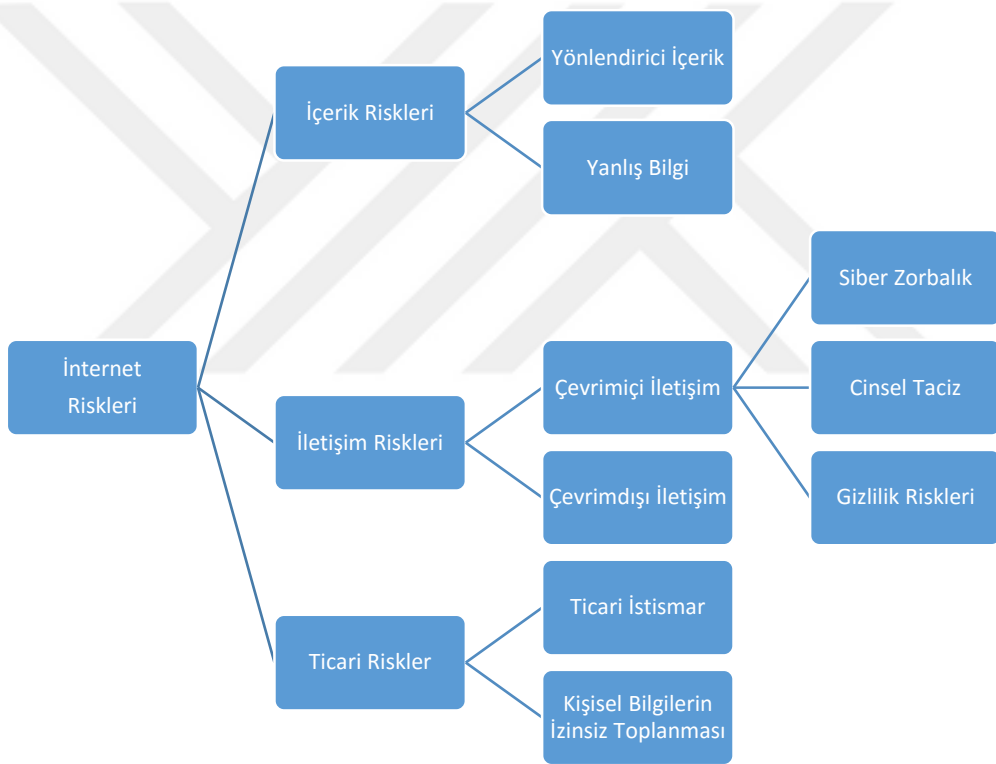 İnternet
Riskleri
İçerik Riskleri
Yönlendirici İçerik
Yanlış Bilgi
İletişim Riskleri
Çevrimiçi İletişim
Siber Zorbalık
Cinsel Taciz
Gizlilik Riskleri
Çevrimdışı İletişim
Ticari Riskler
Ticari İstismar
Kişisel Bilgilerin
İzinsiz Toplanması